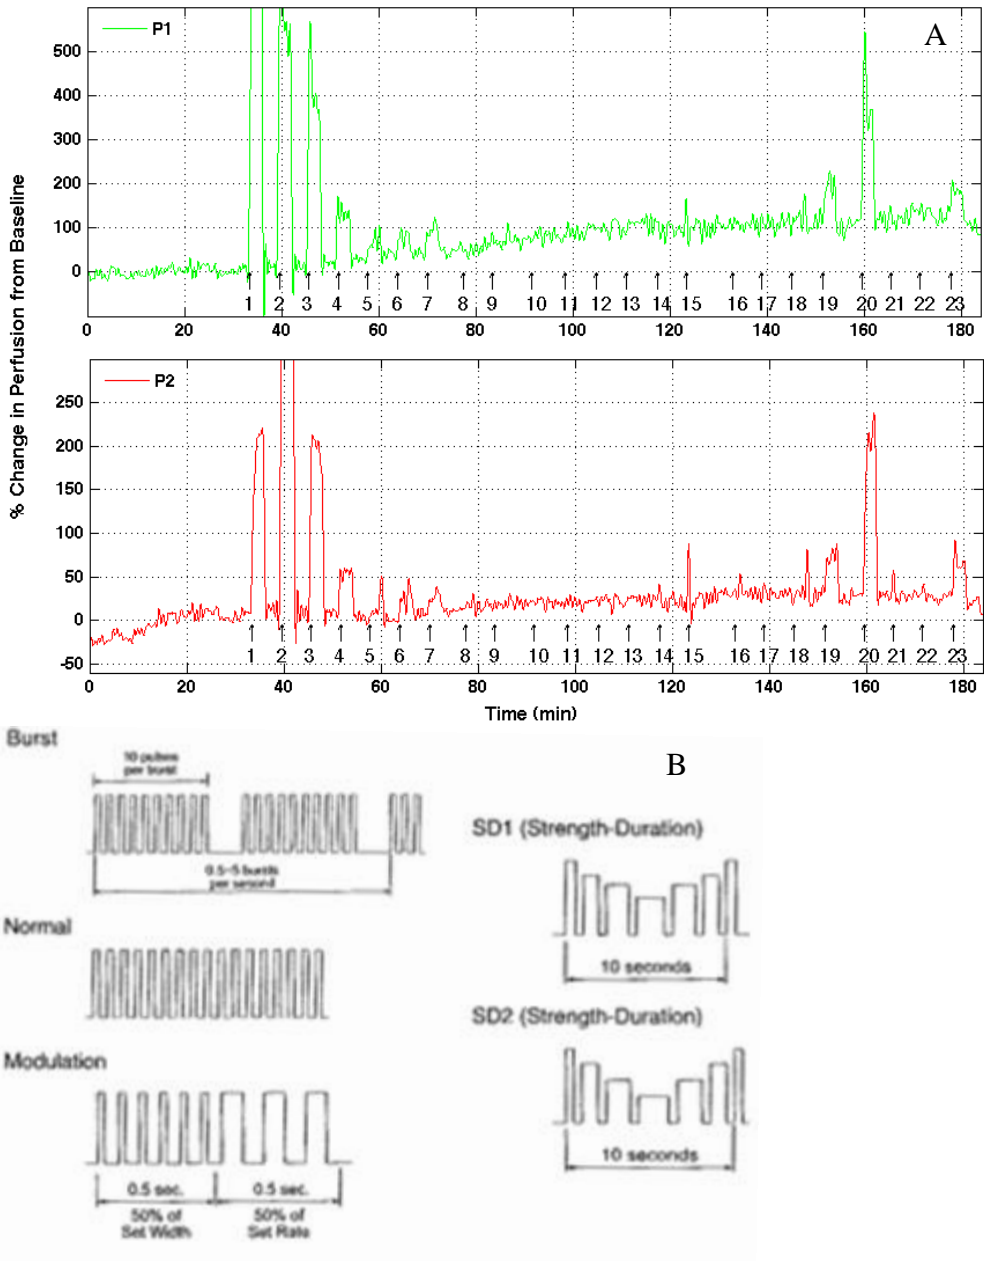 P1
A
500
400
300
200
100
0
1 2 3 4 5 6 7 8 9 10 11 12 13 14 15 16 17 18 19 20 21 22 23
0 20 40 60 80 100 120 140 160 180
% Change in Perfusion from Baseline
P2
250
200
150
100
50
0
-50
1 2 3 4 5 6 7 8 9 10 11 12 13 14 15 16 17 18 19 20 21 22 23
0 20 40 60 80 100 120 140 160 180
Time (min)
Burst
B
10 pulses
per burst
0.5-5 bursts
per second
Normal
Modulation
0.5 sec. 0.5 sec.
50% of 50% of
Set Width Set Rate
SD1 (Strength-Duration)
10 seconds
SD2 (Strength-Duration)
10 seconds